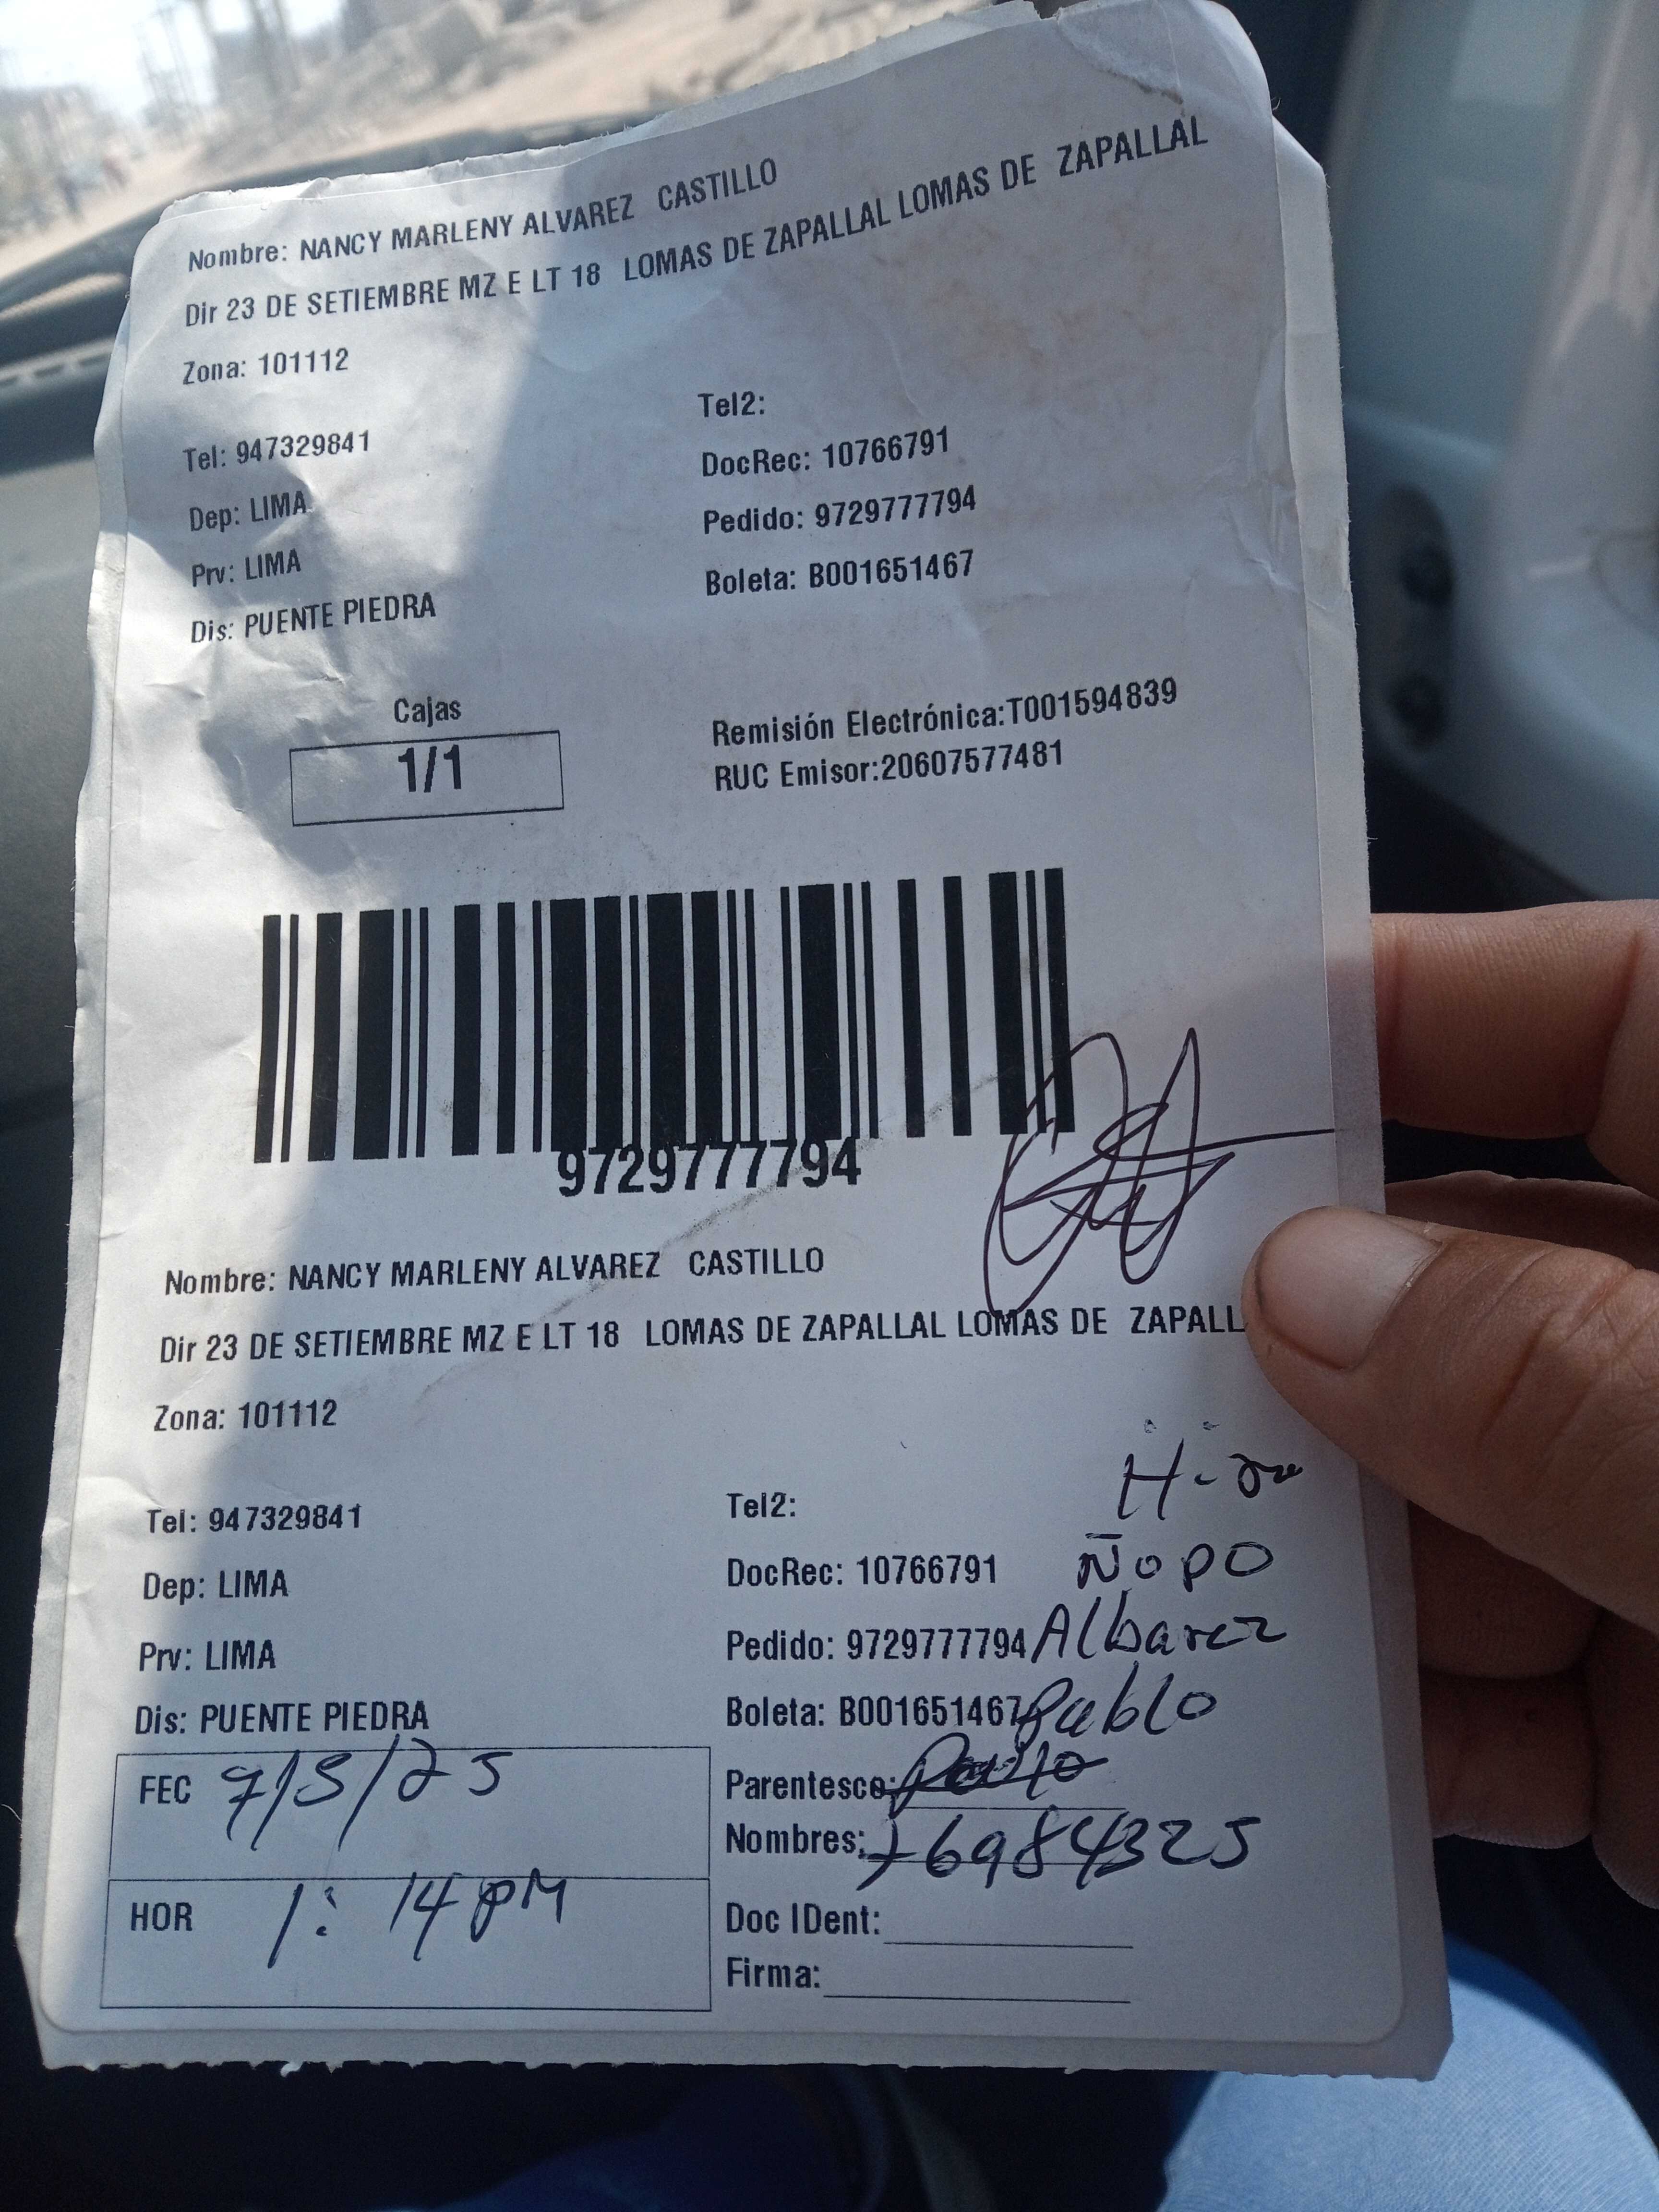 Nombre: NANCY MARLENY ALVAREZ CASTILLO
Dir 23 DE SETIEMBRE MZ E LT 18 LOMAS DE ZAPALLAL LOMAS DE ZAPALLAL
Zona: 101112
Tel2:
Tel: 947329841
DocRec: 10766791
Dep: LIMA
Pedido: 9729777794
Prv: LIMA
Boleta: B001651467
Dis: PUENTE PIEDRA
Cajas
1/1
Remisión Electrónica:T001594839
RUC Emisor:20607577481
9729777794
Nombre: NANCY MARLENY ALVAREZ CASTILLO
Dir 23 DE SETIEMBRE MZ E LT 18 LOMAS DE ZAPALLAL LOMAS DE ZAPALL
Zona: 101112
Tel: 947329841
Tel2:
Dep: LIMA
DocRec: 10766791
Ñopo
Prv: LIMA
Pedido: 9729777794 Albarez
Dis: PUENTE PIEDRA
Boleta: B001651467 Pablo
FEC 7/3/25
Parentesco:
Nombres: 76984325
HOR 1:14 PM
Doc IDent:
Firma: